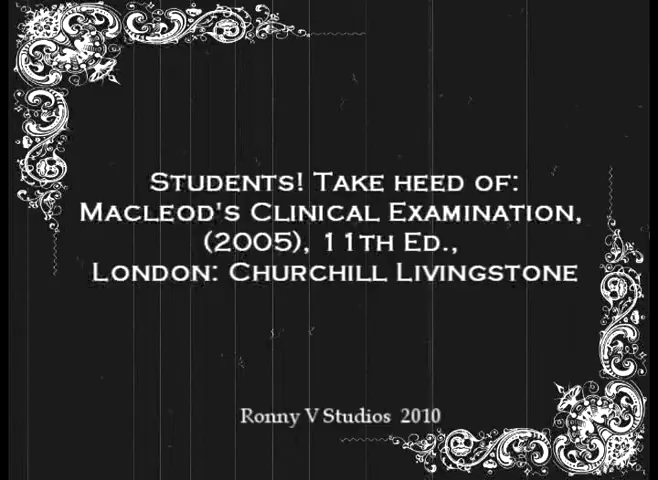 Students! Take heed of:
Macleod's Clinical Examination,
(2005), 11th Ed.,
London: Churchill Livingstone
Ronny V Studios 2010